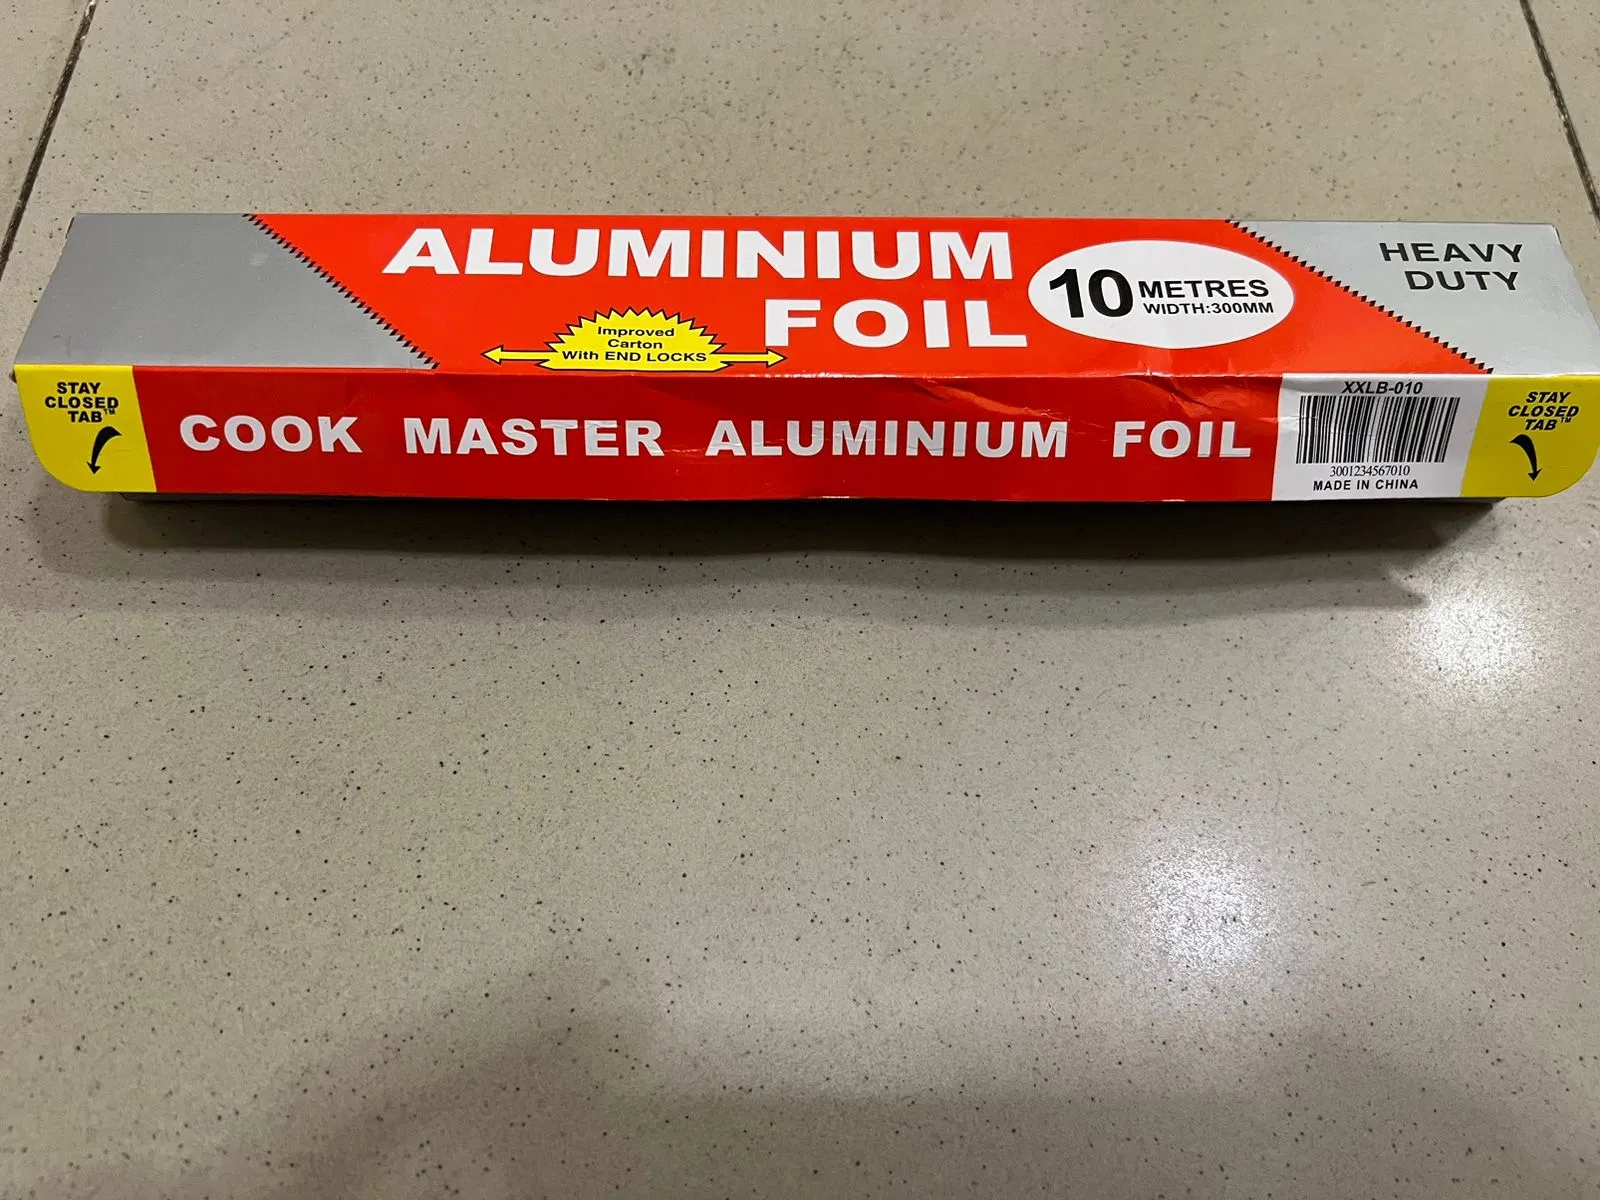 ALUMINIUM
FOIL
10 METRES
WIDTH:300MM
HEAVY
DUTY
Improved
Carton
With END LOCKS
STAY
CLOSED
TAB™
COOK MASTER ALUMINIUM FOIL
XXLB-010
3001234567010
MADE IN CHINA
STAY
CLOSED
TAB™